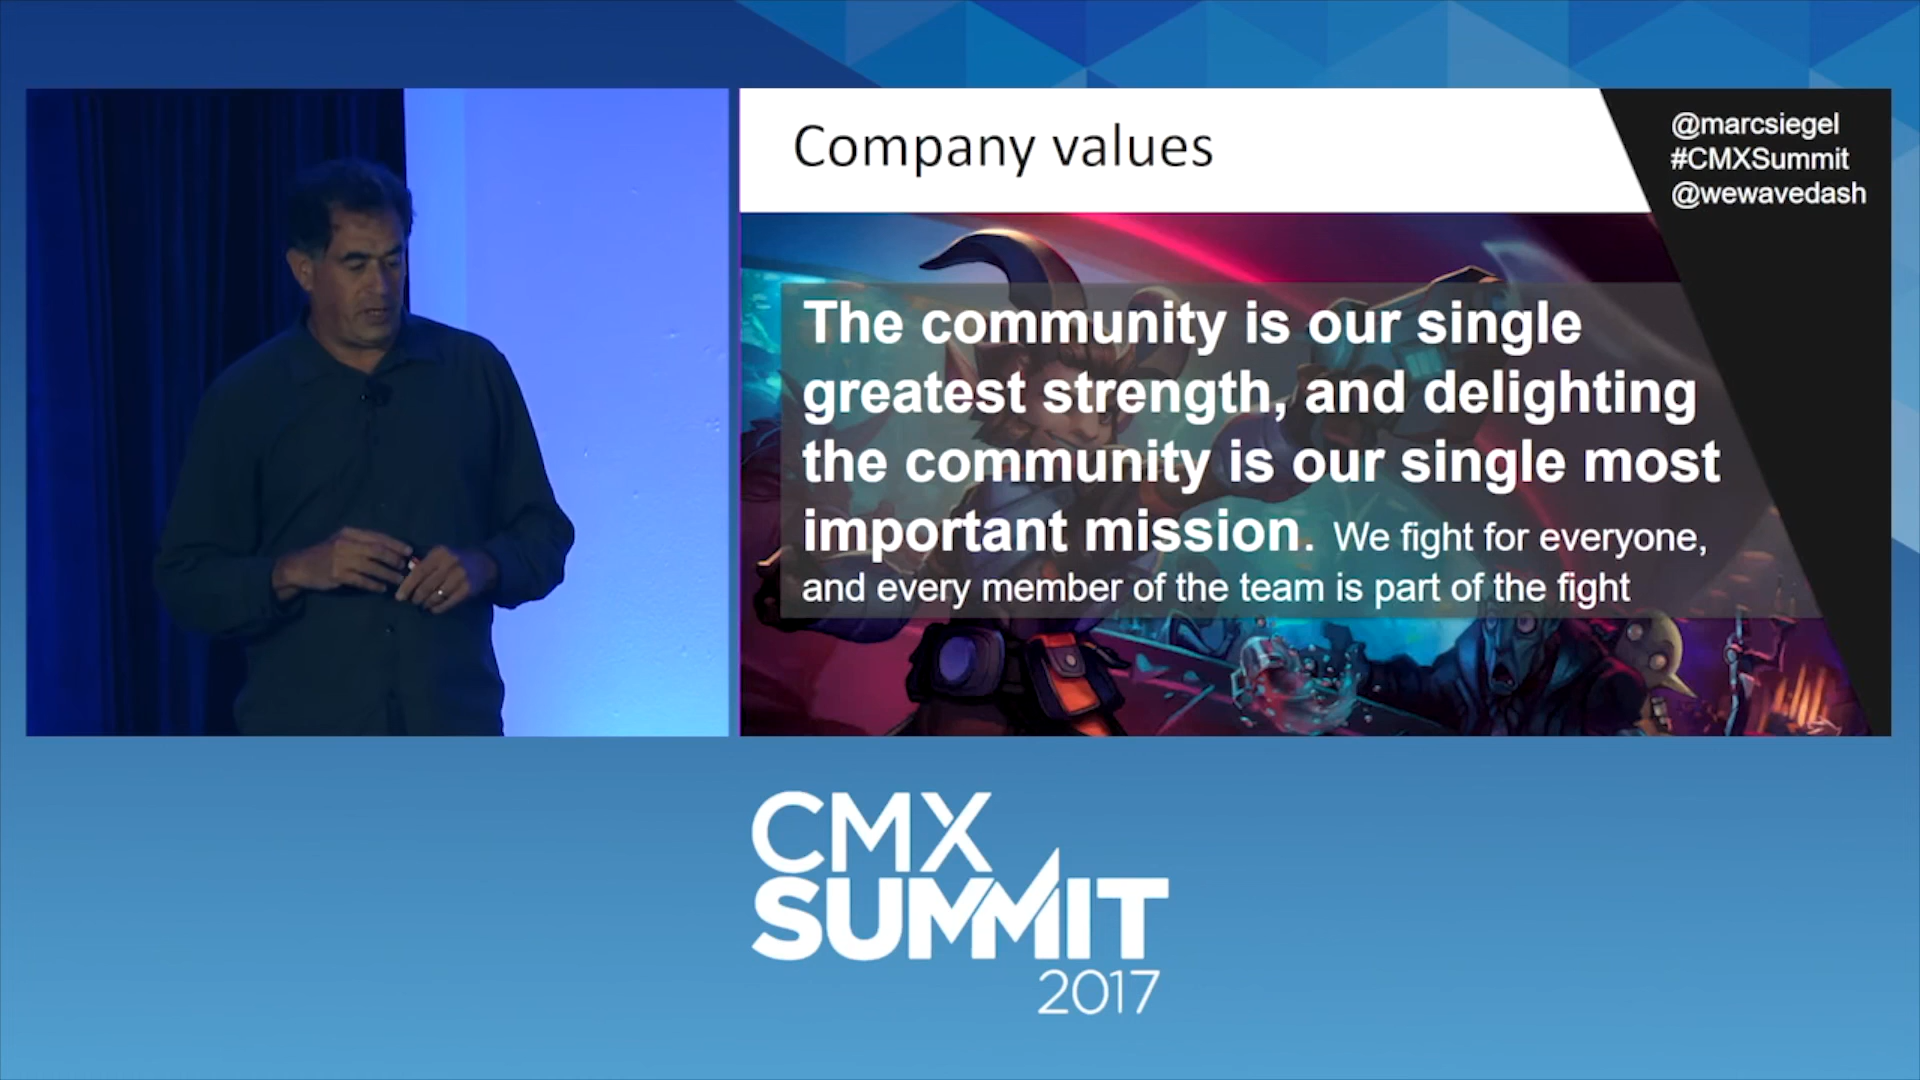 Company values
@marcsiegel
#CMXSummit
@wewavedash
The community is our single
greatest strength, and delighting
the community is our single most
important mission. We fight for everyone,
and every member of the team is part of the fight
CMX
SUMMIT
2017